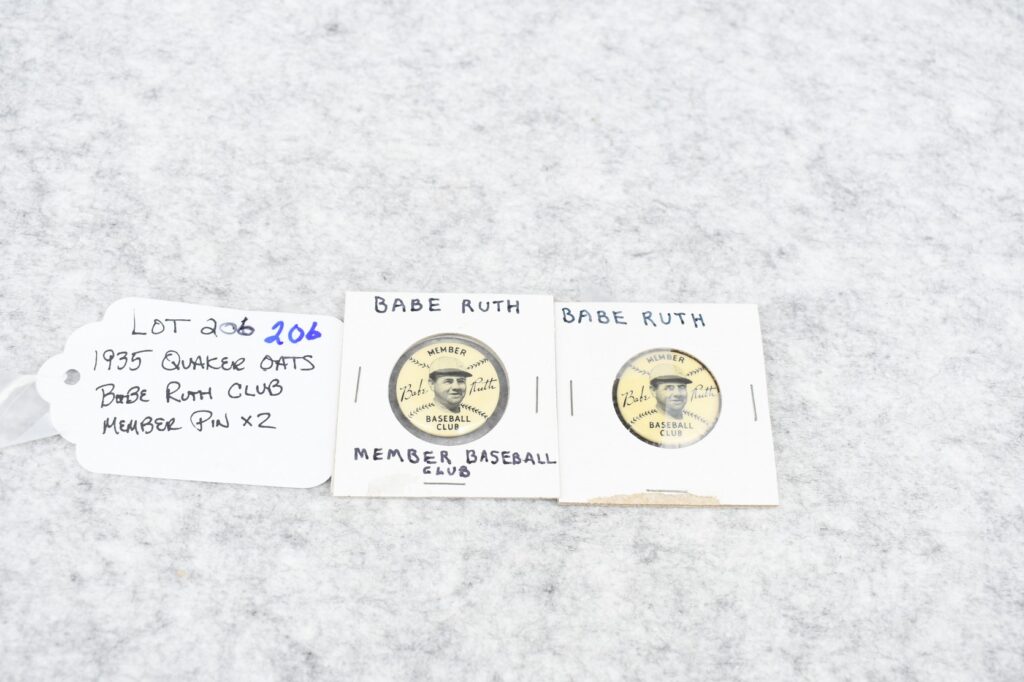 LOT 206 206
1935 QUAKER OATS
BABE RUTH CLUB
MEMBER PIN X2
BABE RUTH
MEMBER
Babe Ruth
BASEBALL
CLUB
MEMBER BASEBALL
CLUB
BABE RUTH
MEMBER
Babe Ruth
BASEBALL
CLUB